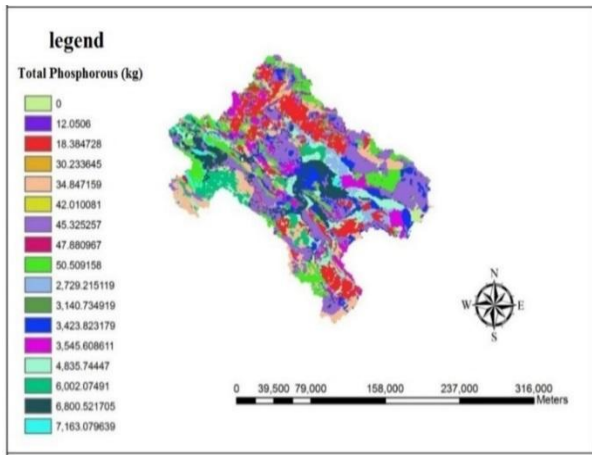 legend
Total Phosphorous (kg)
0
12.0506
18.384728
30.233645
34.847159
42.010081
45.325257
47.880967
50.509158
2,729.215119
3,140.734919
3,423.823179
3,545.608611
4,835.74447
6,002.07491
6,800.521705
7,163.079639
N
W E
S
0 39,500 79,000 158,000 237,000 316,000
Meters